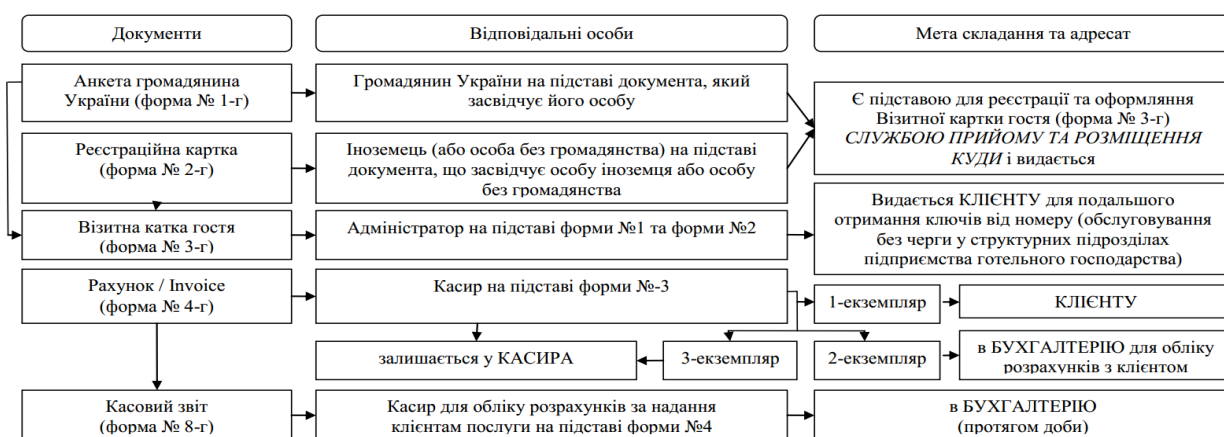 Документи
Відповідальні особи
Мета складання та адресат
Анкета громадянина
України (форма № 1-г)
Громадянин України на підставі документа, який
засвідчує його особу
Є підставою для реєстрації та оформляння
Візитної картки гостя (форма № 3-г)
СЛУЖБОЮ ПРИЙОМУ ТА РОЗМІЩЕННЯ
КУДИ і видається
Реєстраційна картка
(форма № 2-г)
Іноземець (або особа без громадянства) на підставі
документа, що засвідчує особу іноземця або особу
без громадянства
Візитна катка гостя
(форма № 3-г)
Адміністратор на підставі форми №1 та форми №2
Видається КЛІЄНТУ для подальшого
отримання ключів від номеру (обслуговування
без черги у структурних підрозділах
підприємства готельного господарства)
Рахунок / Invoice
(форма № 4-г)
Касир на підставі форми №-3
1-екземпляр
КЛІЄНТУ
залишається у КАСИРА
3-екземпляр
2-екземпляр
в БУХГАЛТЕРІЮ для обліку
розрахунків з клієнтом
Касовий звіт
(форма № 8-г)
Касир для обліку розрахунків за надання
клієнтам послуги на підставі форми №4
в БУХГАЛТЕРІЮ
(протягом доби)